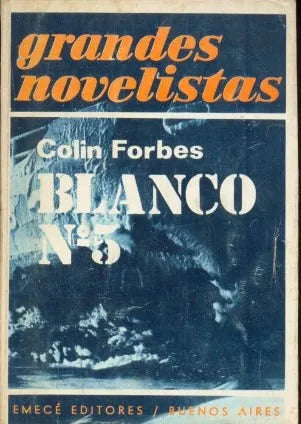 grandes
novelistas
Colin Forbes
BLANCO
Nº5
EMECÉ EDITORES / BUENOS AIRES